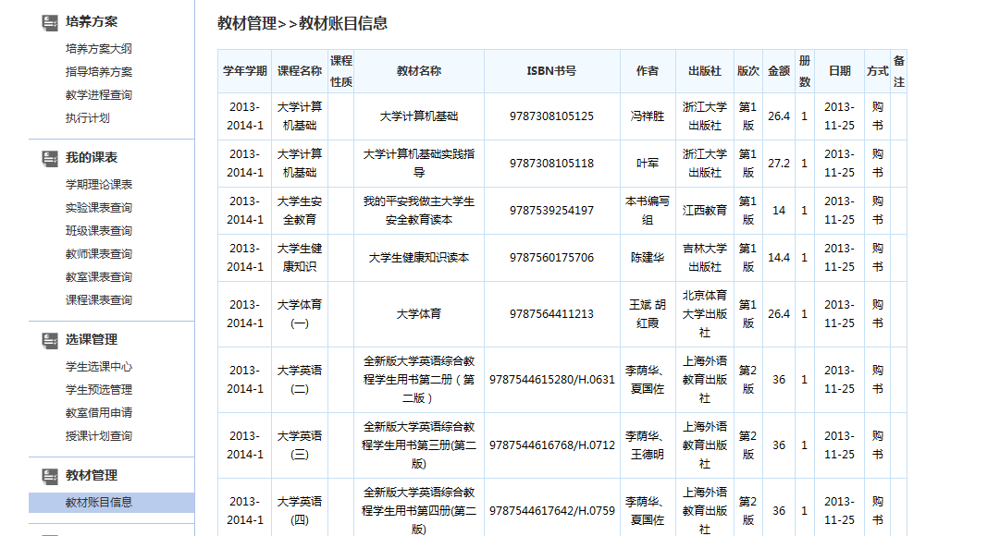 培养方案
培养方案大纲
指导培养方案
教学进程查询
执行计划
我的课表
学期理论课表
实验课表查询
班级课表查询
教师课表查询
教室课表查询
课程课表查询
选课管理
学生选课中心
学生预选管理
教室借用申请
授课计划查询
教材管理
教材账目信息
教材管理>>教材账目信息
学年学期 课程名称 课程性质 教材名称 ISBN书号 作者 出版社 版次 金额 册数 日期 方式 备注
2013-2014-1 大学计算机基础 大学计算机基础 9787308105125 冯祥胜 浙江大学出版社 第1版 26.4 1 2013-11-25 购书
2013-2014-1 大学计算机基础 大学计算机基础实践指导 9787308105118 叶军 浙江大学出版社 第1版 27.2 1 2013-11-25 购书
2013-2014-1 大学生安全教育 我的平安我做主大学生安全教育读本 9787539254197 本书编写组 江西教育 第1版 14 1 2013-11-25 购书
2013-2014-1 大学生健康知识 大学生健康知识读本 9787560175706 陈建华 吉林大学出版社 第1版 14.4 1 2013-11-25 购书
2013-2014-1 大学体育(一) 大学体育 9787564411213 王斌 胡红霞 北京体育大学出版社 第1版 26.4 1 2013-11-25 购书
2013-2014-1 大学英语(二) 全新版大学英语综合教程学生用书第二册（第二版） 9787544615280/H.0631 李荫华、夏国佐 上海外语教育出版社 第2版 36 1 2013-11-25 购书
2013-2014-1 大学英语(三) 全新版大学英语综合教程学生用书第三册(第二版) 9787544616768/H.0712 李荫华、王德明 上海外语教育出版社 第2版 36 1 2013-11-25 购书
2013-2014-1 大学英语(四) 全新版大学英语综合教程学生用书第四册(第二版) 9787544617642/H.0759 李荫华、夏国佐 上海外语教育出版社 第2版 36 1 2013-11-25 购书